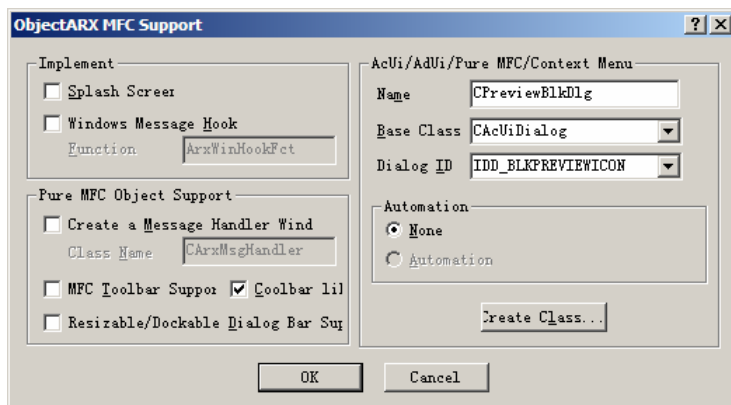 ObjectARX MFC Support
Implement
Splash Screer
Windows Message Hook
Function ArxWinHookFct
Pure MFC Object Support
Create a Message Handler Wind
Class Name CArxMsgHandler
MFC Toolbar Suppor Coolbar lil
Resizable/Dockable Dialog Bar Sup
AcUi/AdUi/Pure MFC/Context Menu
Name CPreviewBlkDlg
Base Class CAcUiDialog
Dialog ID IDD_BLKPREVIEWICON
Automation
None
Automation
Create Class...
OK Cancel